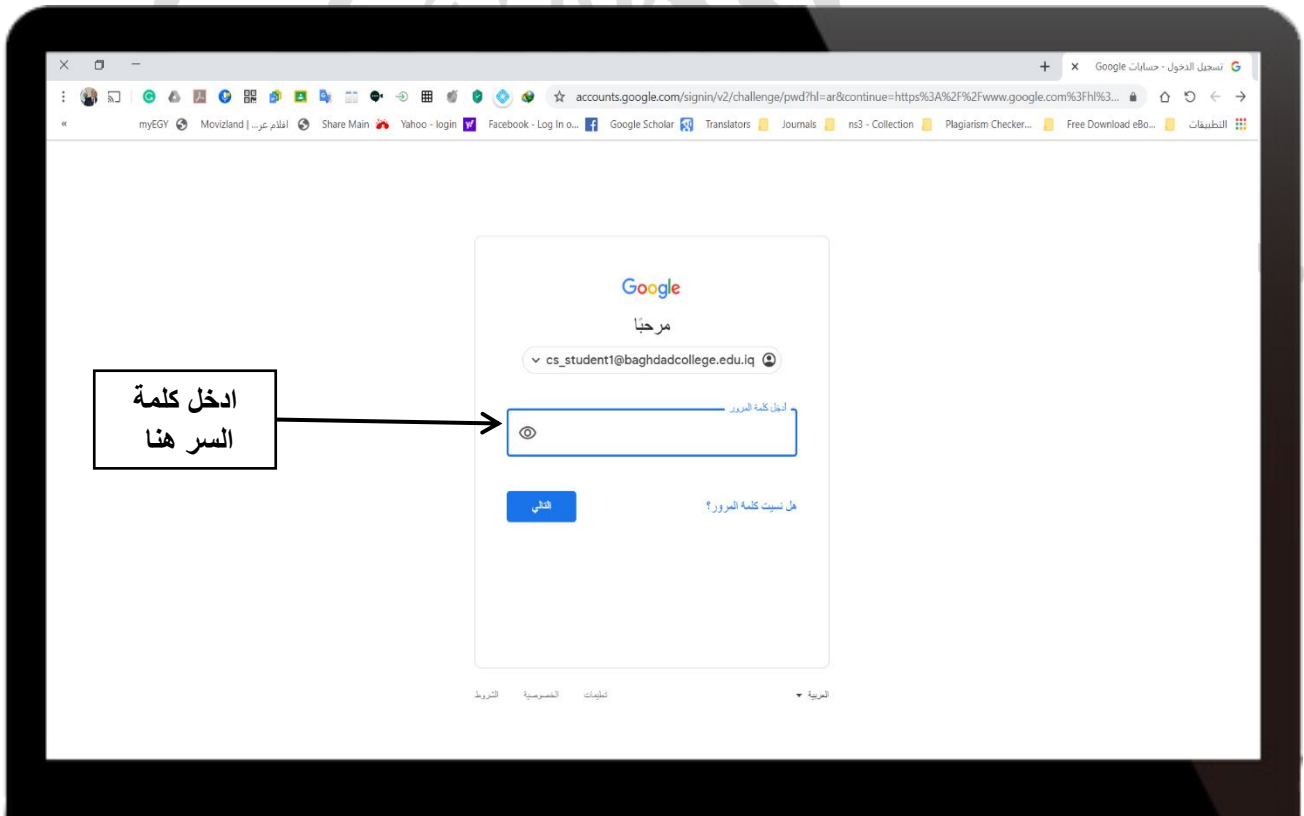 تسجيل الدخول - حسابات Google
accounts.google.com/signin/v2/challenge/pwd?hl=ar&continue=https%3A%2F%2Fwww.google.com%3Fhl%3...
التطبيقات
Free Download eBo...
Plagiarism Checker...
ns3 - Collection
Journals
Translators
Google Scholar
Facebook - Log In o...
Yahoo - login
Share Main
افلام عر... | Movizland
myEGY
»
Google
مرحبًا
cs_student1@baghdadcollege.edu.iq
أدخل كلمة المرور
ادخل كلمة
السر هنا
هل نسيت كلمة المرور؟
التالي
العربية
تعليمات الخصوصية الشروط